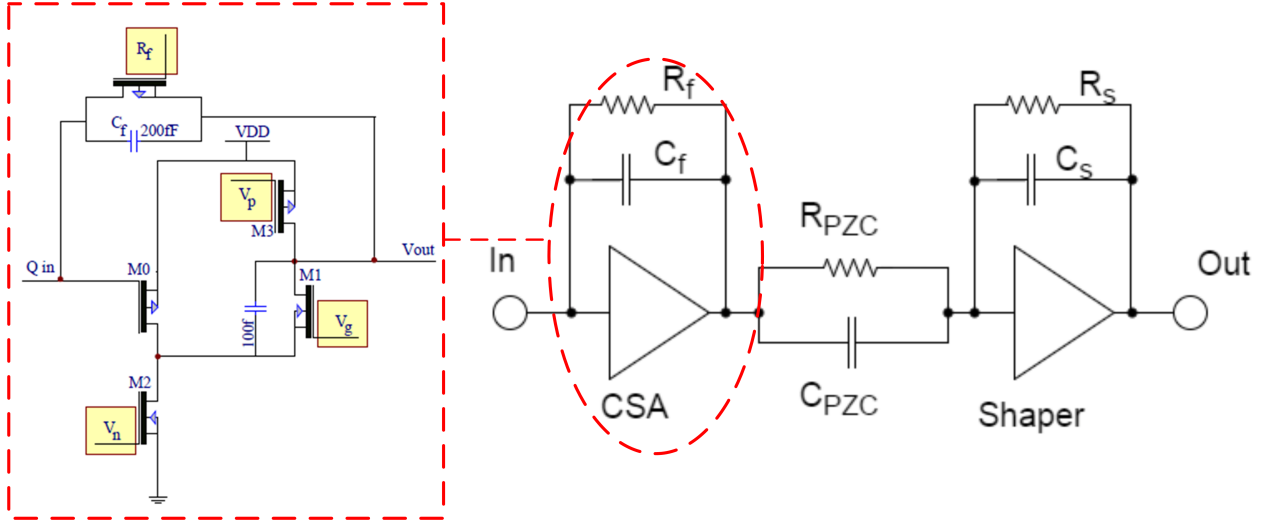 Rf
Cf 200fF
VDD
Vp
M3
Q in
M0
Vout
M1
100f
Vg
M2
Vn
Rf
Cf
In
CSA
RPZC
CPZC
Rs
Cs
Out
Shaper